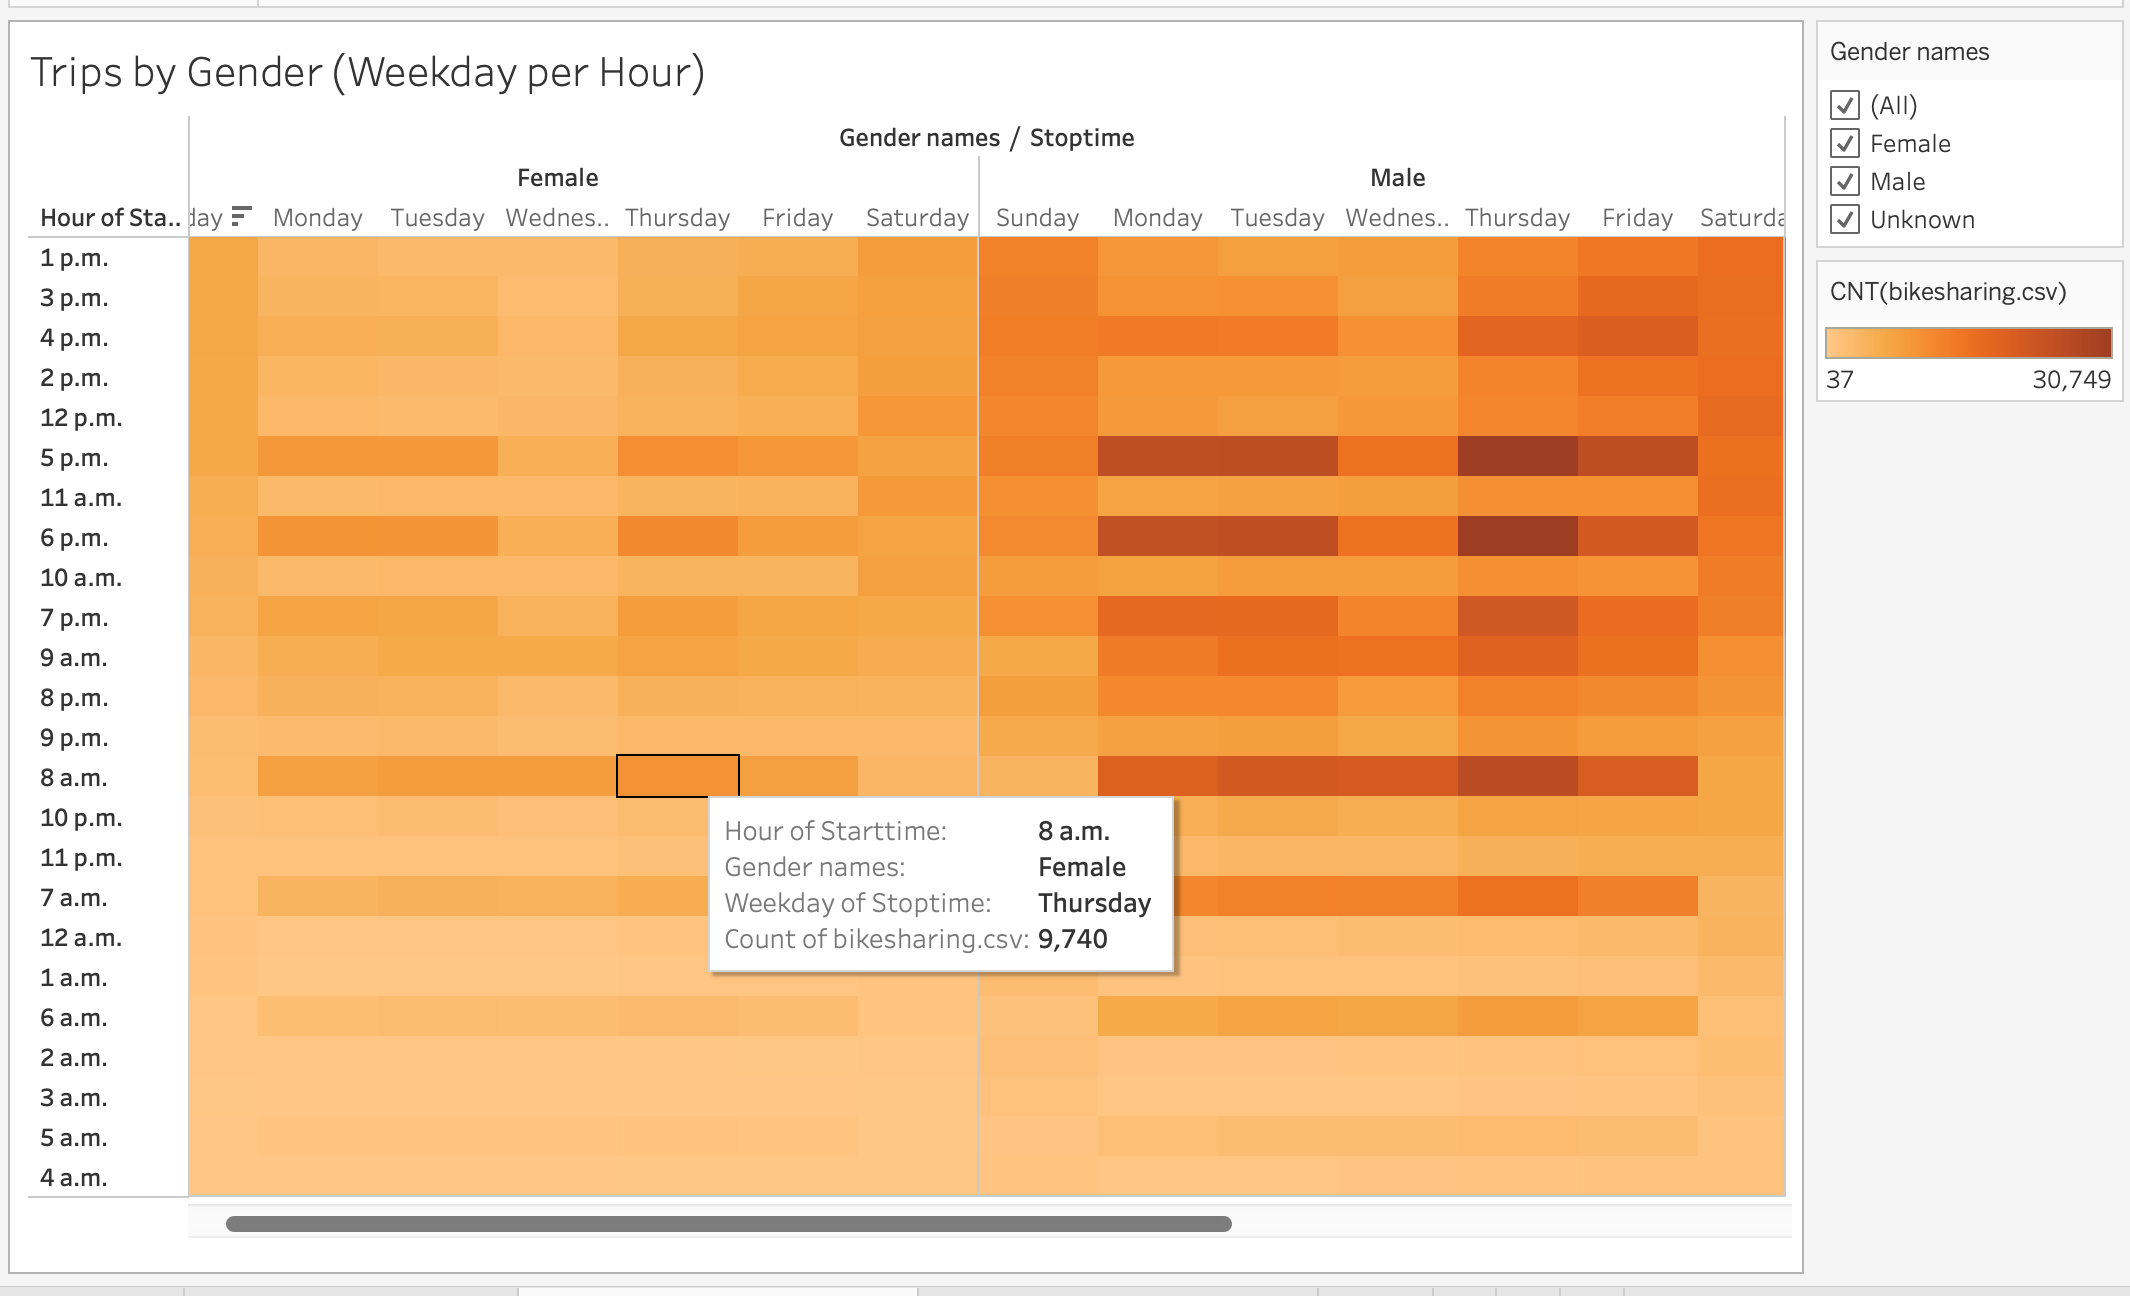 Trips by Gender (Weekday per Hour)
Gender names / Stoptime
Female Male
Hour of Sta.. day Monday Tuesday Wednes.. Thursday Friday Saturday Sunday Monday Tuesday Wednes.. Thursday Friday Saturda
1 p.m.
3 p.m.
4 p.m.
2 p.m.
12 p.m.
5 p.m.
11 a.m.
6 p.m.
10 a.m.
7 p.m.
9 a.m.
8 p.m.
9 p.m.
8 a.m.
10 p.m.
11 p.m.
7 a.m.
12 a.m.
1 a.m.
6 a.m.
2 a.m.
3 a.m.
5 a.m.
4 a.m.
Hour of Starttime: 8 a.m.
Gender names: Female
Weekday of Stoptime: Thursday
Count of bikesharing.csv: 9,740
Gender names
(All)
Female
Male
Unknown
CNT(bikesharing.csv)
37 30,749